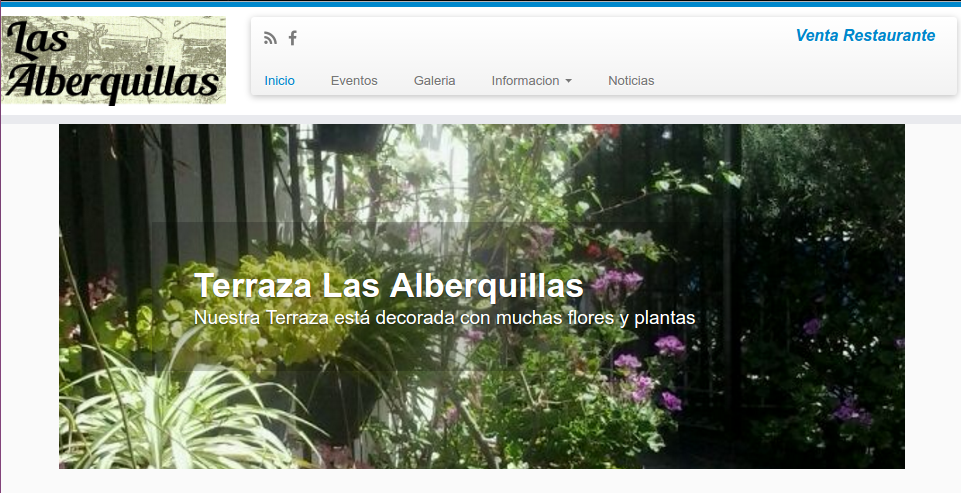 Las
Alberquillas
Venta Restaurante
Inicio
Eventos
Galeria
Informacion
Noticias
Terraza Las Alberquillas
Nuestra Terraza está decorada con muchas flores y plantas